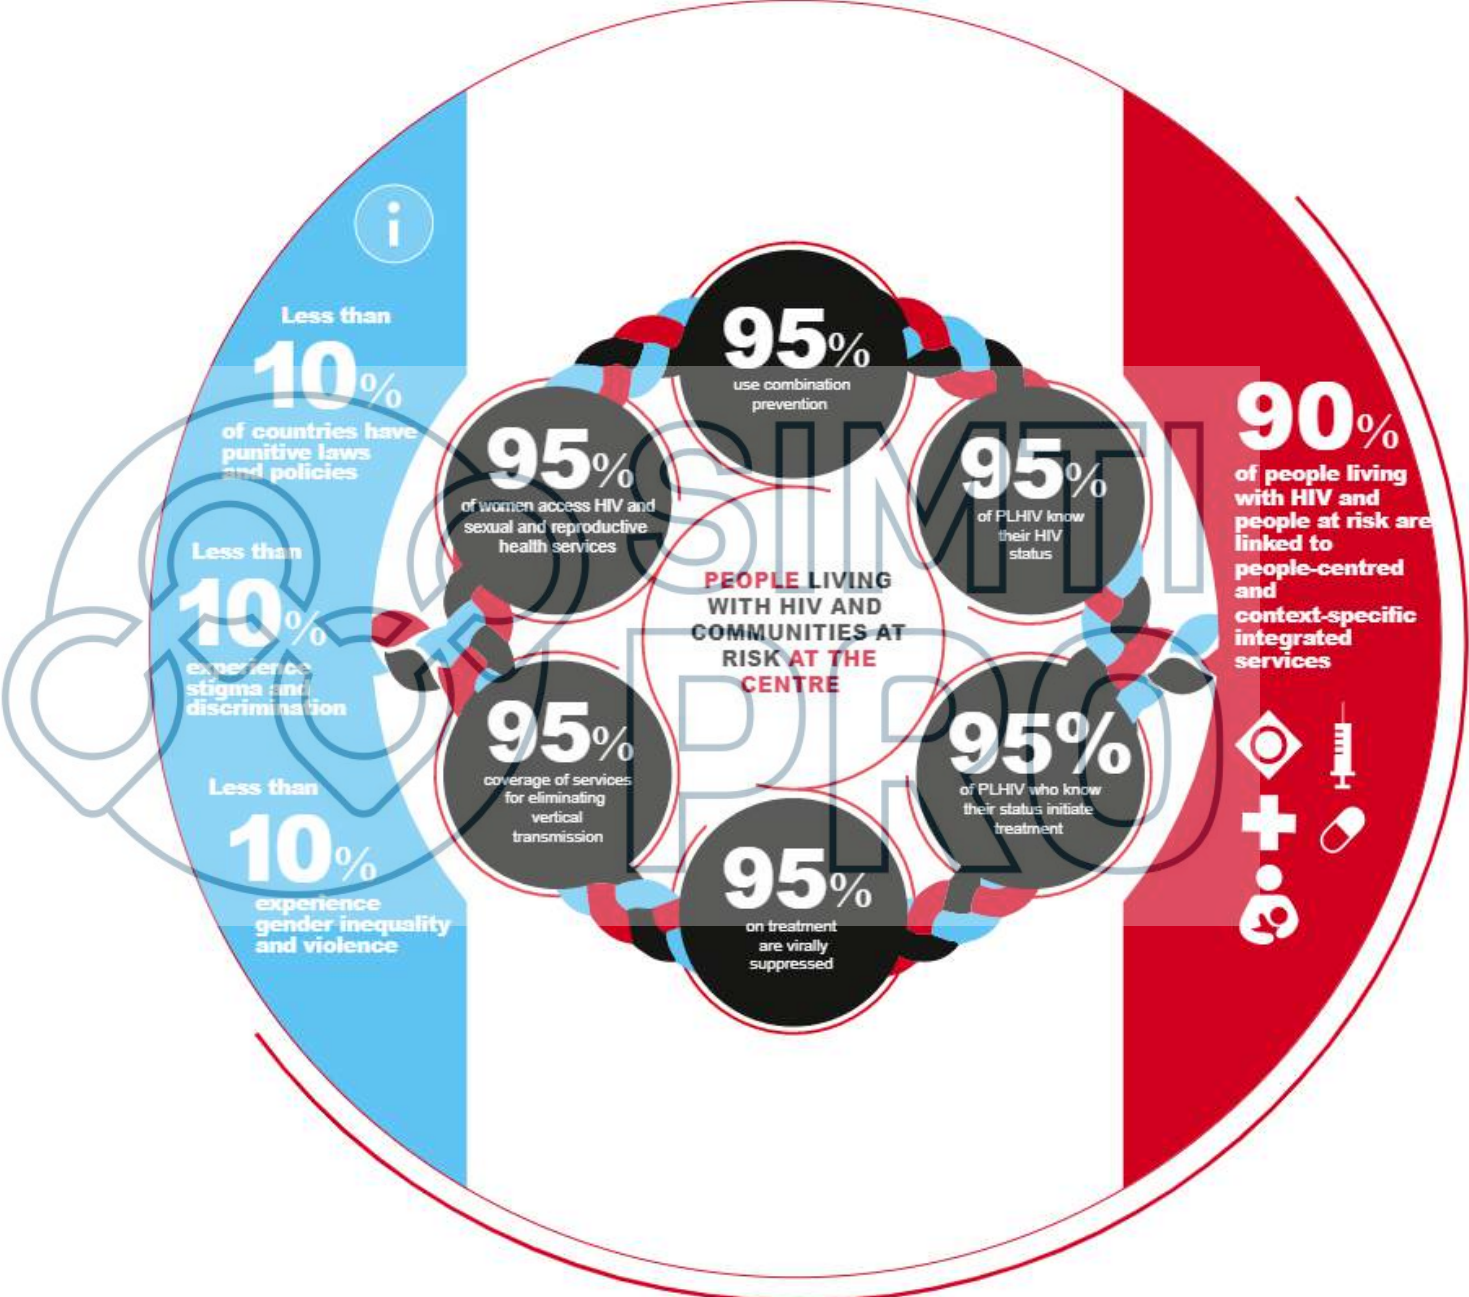 i
Less than
10%
of countries have
punitive laws
and policies
Less than
10%
experience
stigma and
discrimination
Less than
10%
experience
gender inequality
and violence
95%
use combination
prevention
95%
of women access HIV and
sexual and reproductive
health services
95%
of PLHIV know
their HIV
status
PEOPLE LIVING
WITH HIV AND
COMMUNITIES AT
RISK AT THE
CENTRE
95%
coverage of services
for eliminating
vertical
transmission
95%
of PLHIV who know
their status initiate
treatment
95%
on treatment
are virally
suppressed
90%
of people living
with HIV and
people at risk are
linked to
people-centred
and
context-specific
integrated
services
SIMTI
PRO